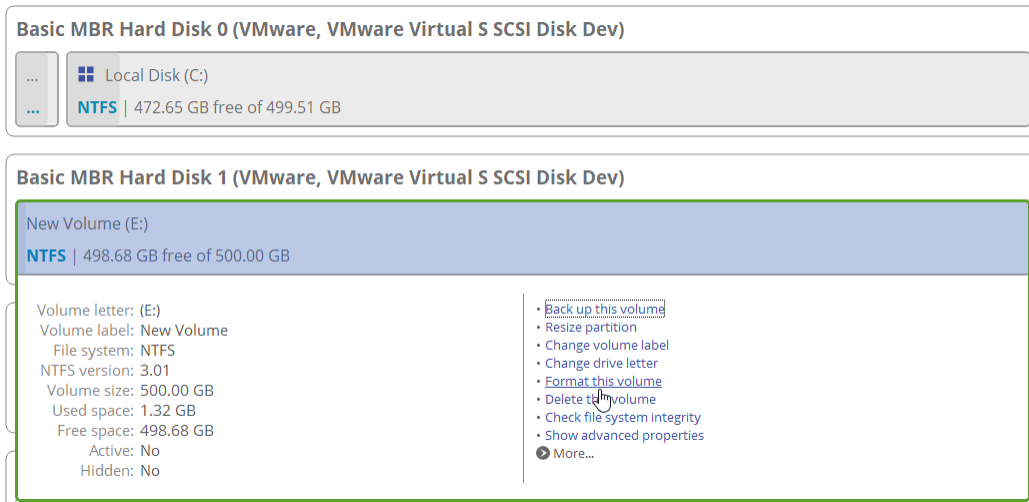 Basic MBR Hard Disk 0 (VMware, VMware Virtual S SCSI Disk Dev)
... Local Disk (C:)
... NTFS | 472.65 GB free of 499.51 GB
Basic MBR Hard Disk 1 (VMware, VMware Virtual S SCSI Disk Dev)
New Volume (E:)
NTFS | 498.68 GB free of 500.00 GB
Volume letter: (E:)
Volume label: New Volume
File system: NTFS
NTFS version: 3.01
Volume size: 500.00 GB
Used space: 1.32 GB
Free space: 498.68 GB
Active: No
Hidden: No
• Back up this volume
• Resize partition
• Change volume label
• Change drive letter
• Format this volume
• Delete this volume
• Check file system integrity
• Show advanced properties
More...